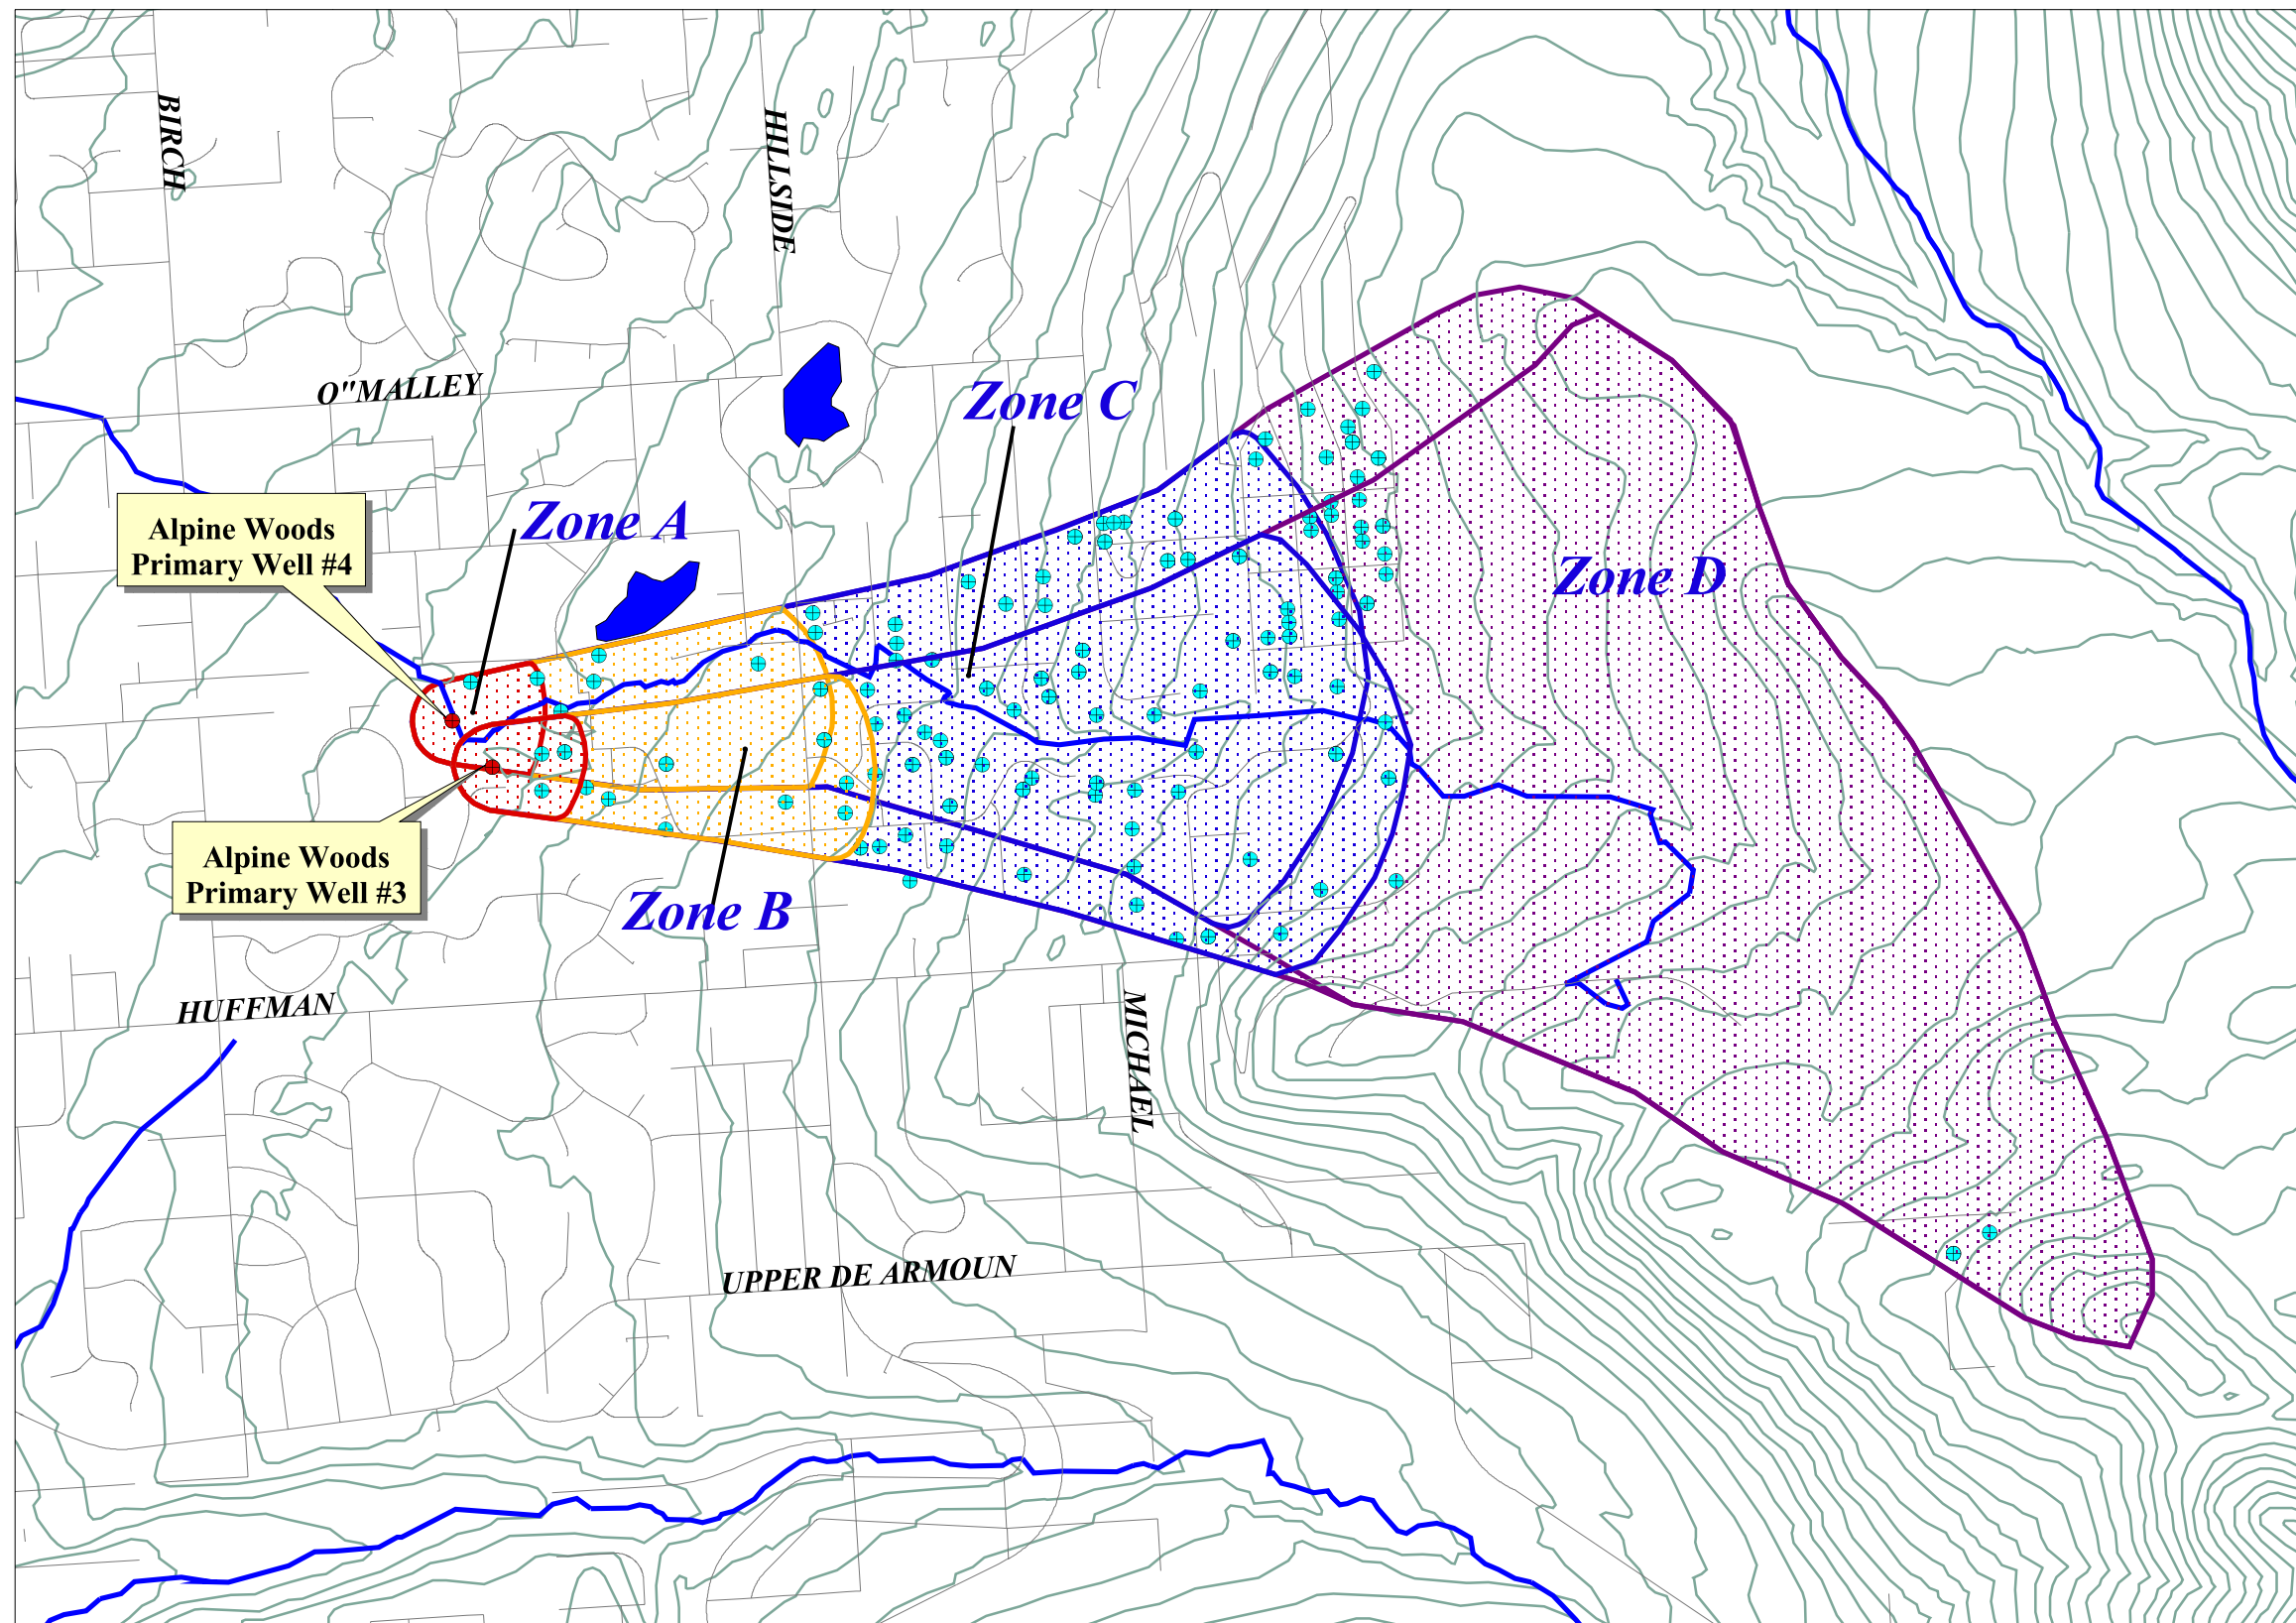 BIRCH
HILLSIDE
O"MALLEY
Zone C
Zone A
Alpine Woods
Primary Well #4
Zone D
Alpine Woods
Primary Well #3
Zone B
HUFFMAN
MICHAEL
UPPER DE ARMOUN